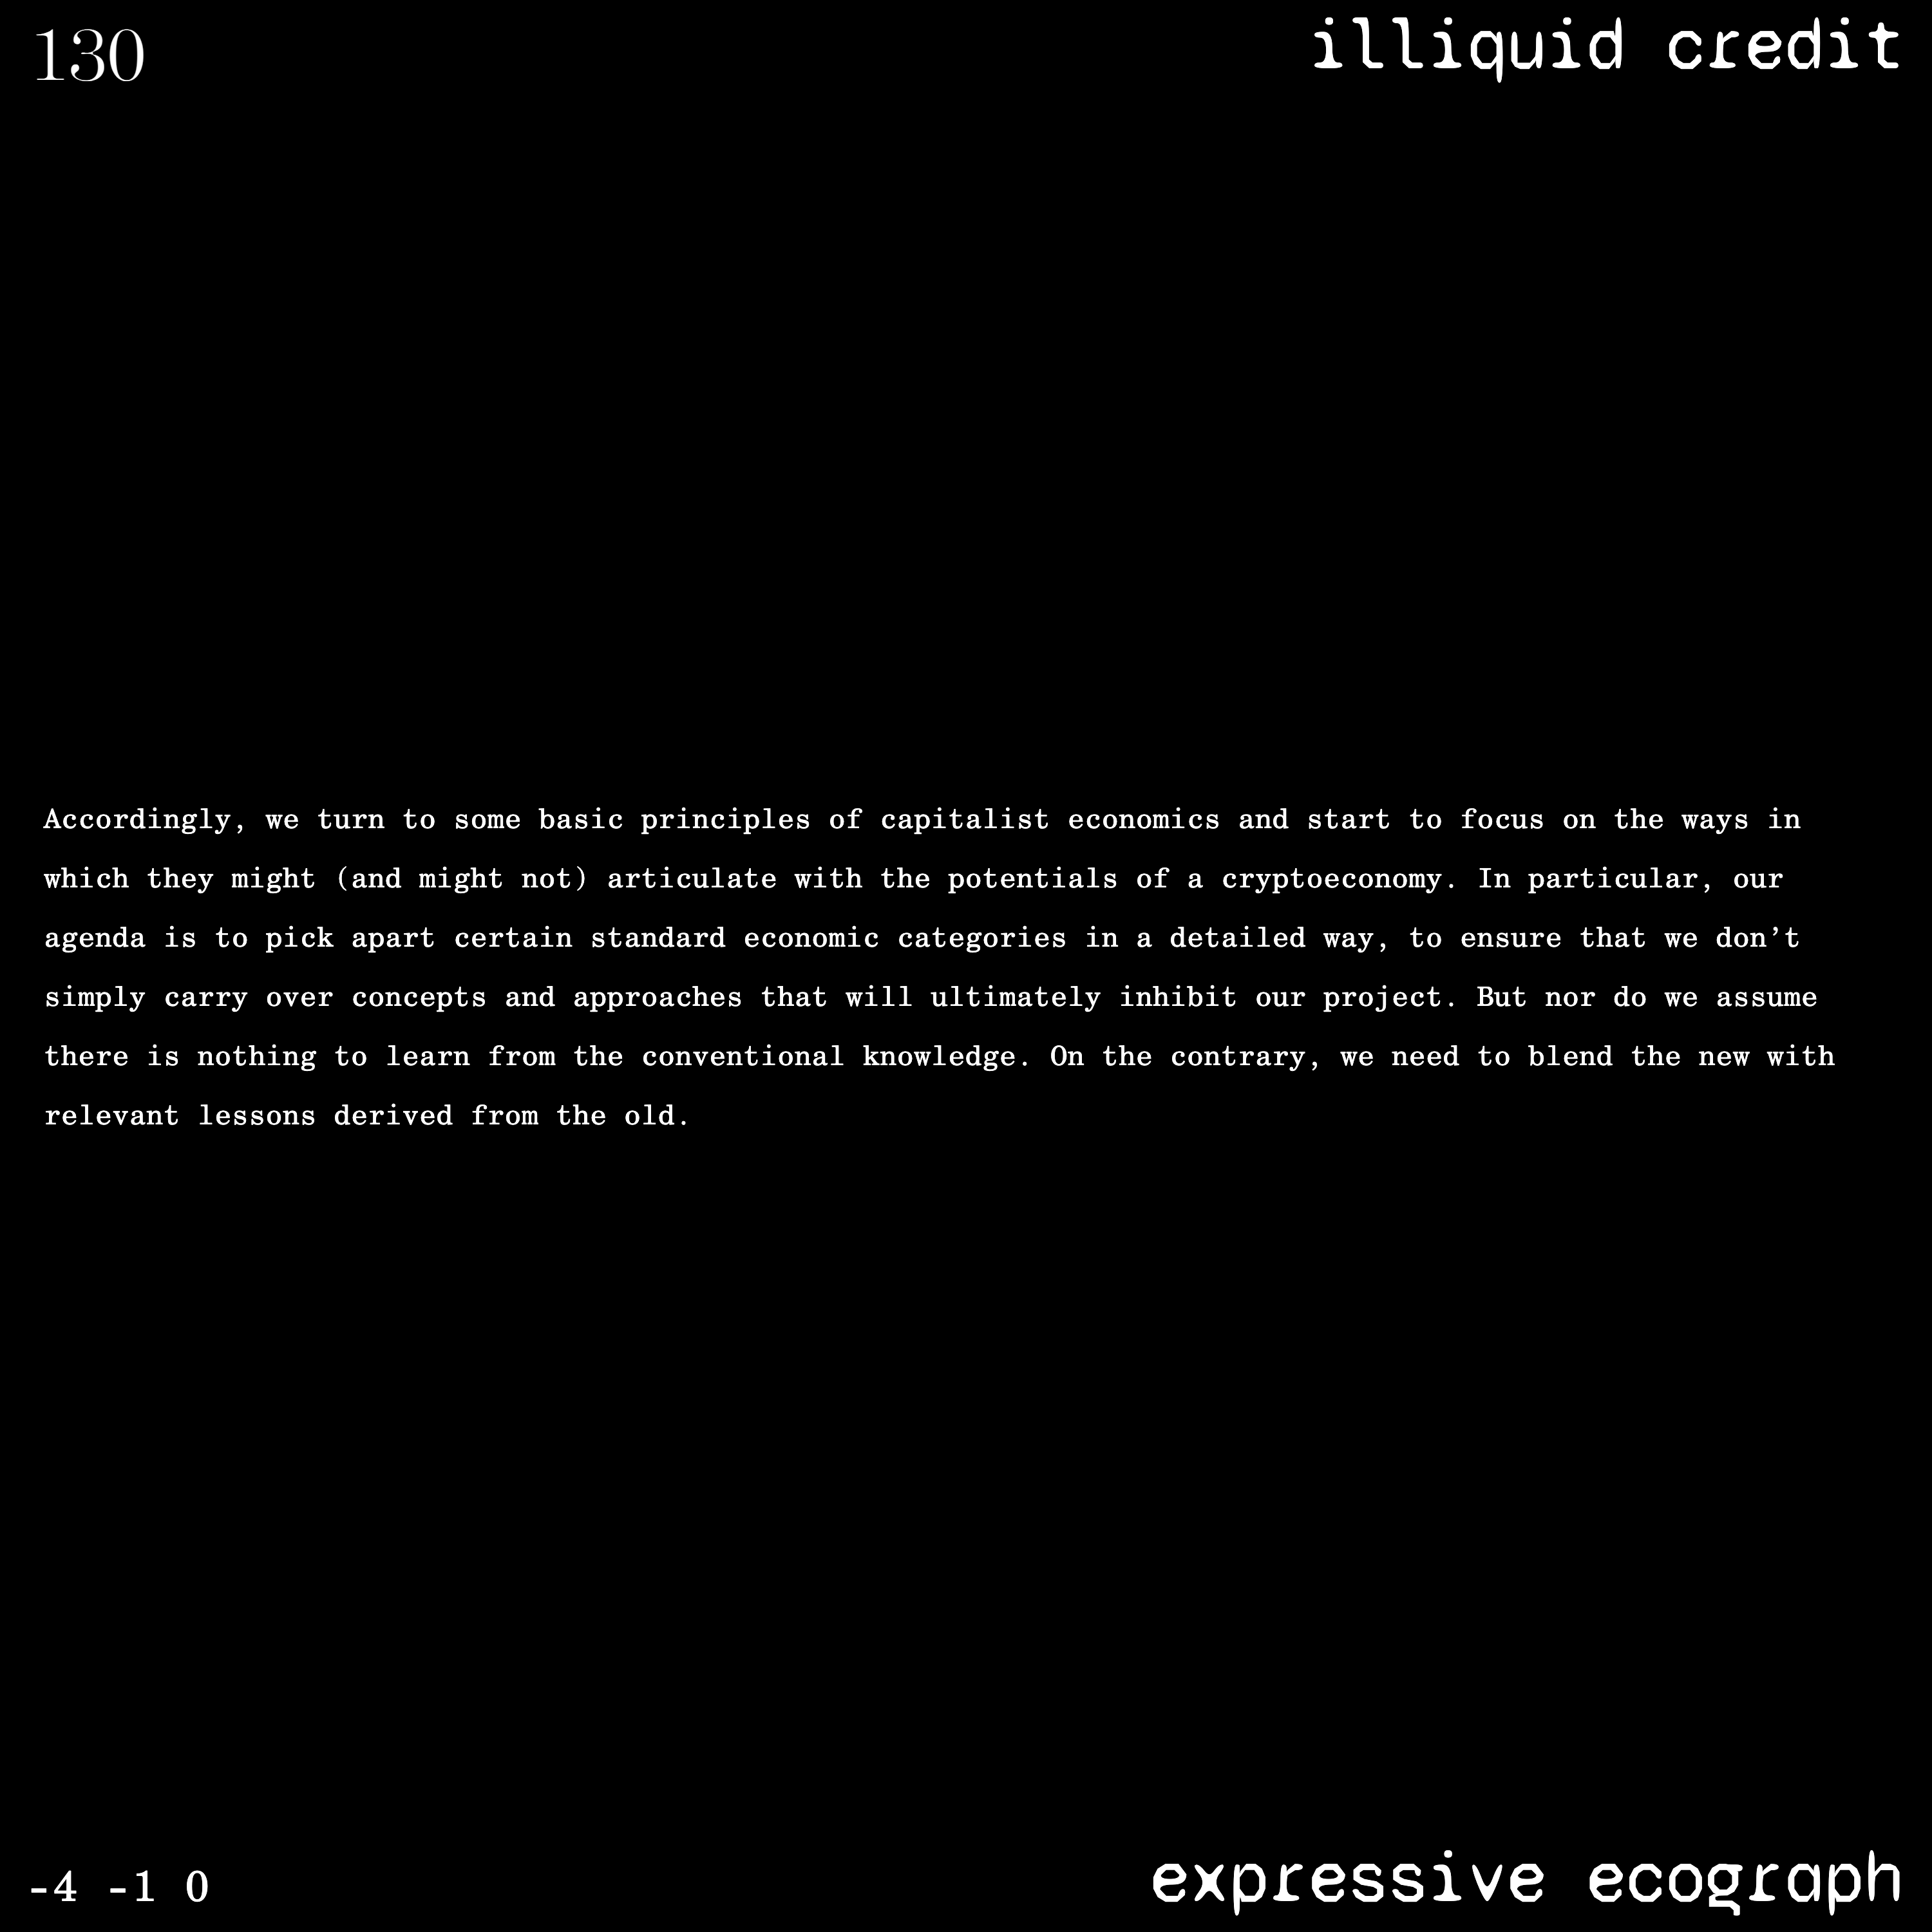 130
illiquid credit
Accordingly, we turn to some basic principles of capitalist economics and start to focus on the ways in
which they might (and might not) articulate with the potentials of a cryptoeconomy. In particular, our
agenda is to pick apart certain standard economic categories in a detailed way, to ensure that we don’t
simply carry over concepts and approaches that will ultimately inhibit our project. But nor do we assume
there is nothing to learn from the conventional knowledge. On the contrary, we need to blend the new with
relevant lessons derived from the old.
-4 -1 0
expressive ecograph